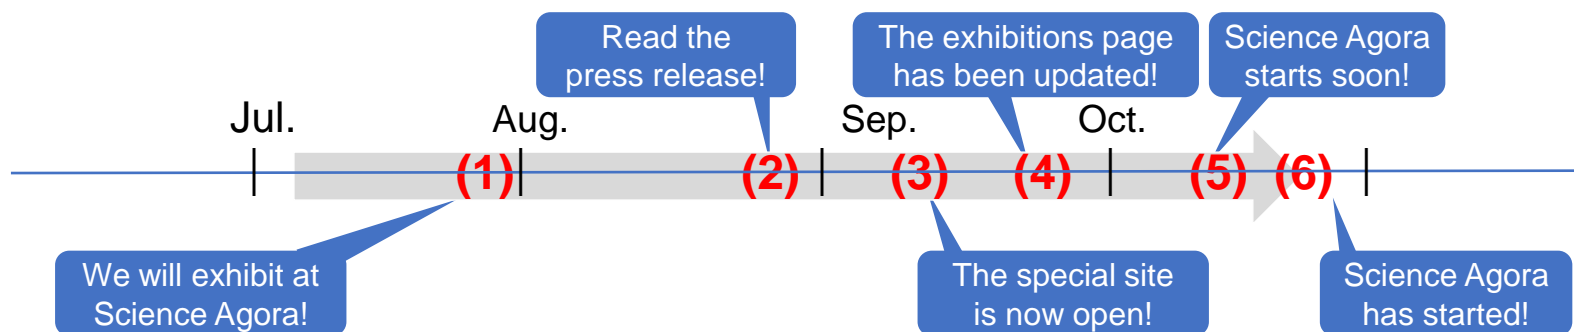 Read the
press release!
The exhibitions page
has been updated!
Science Agora
starts soon!
Jul.
Aug.
Sep.
Oct.
(1)
(2)
(3)
(4)
(5)
(6)
We will exhibit at
Science Agora!
The special site
is now open!
Science Agora
has started!